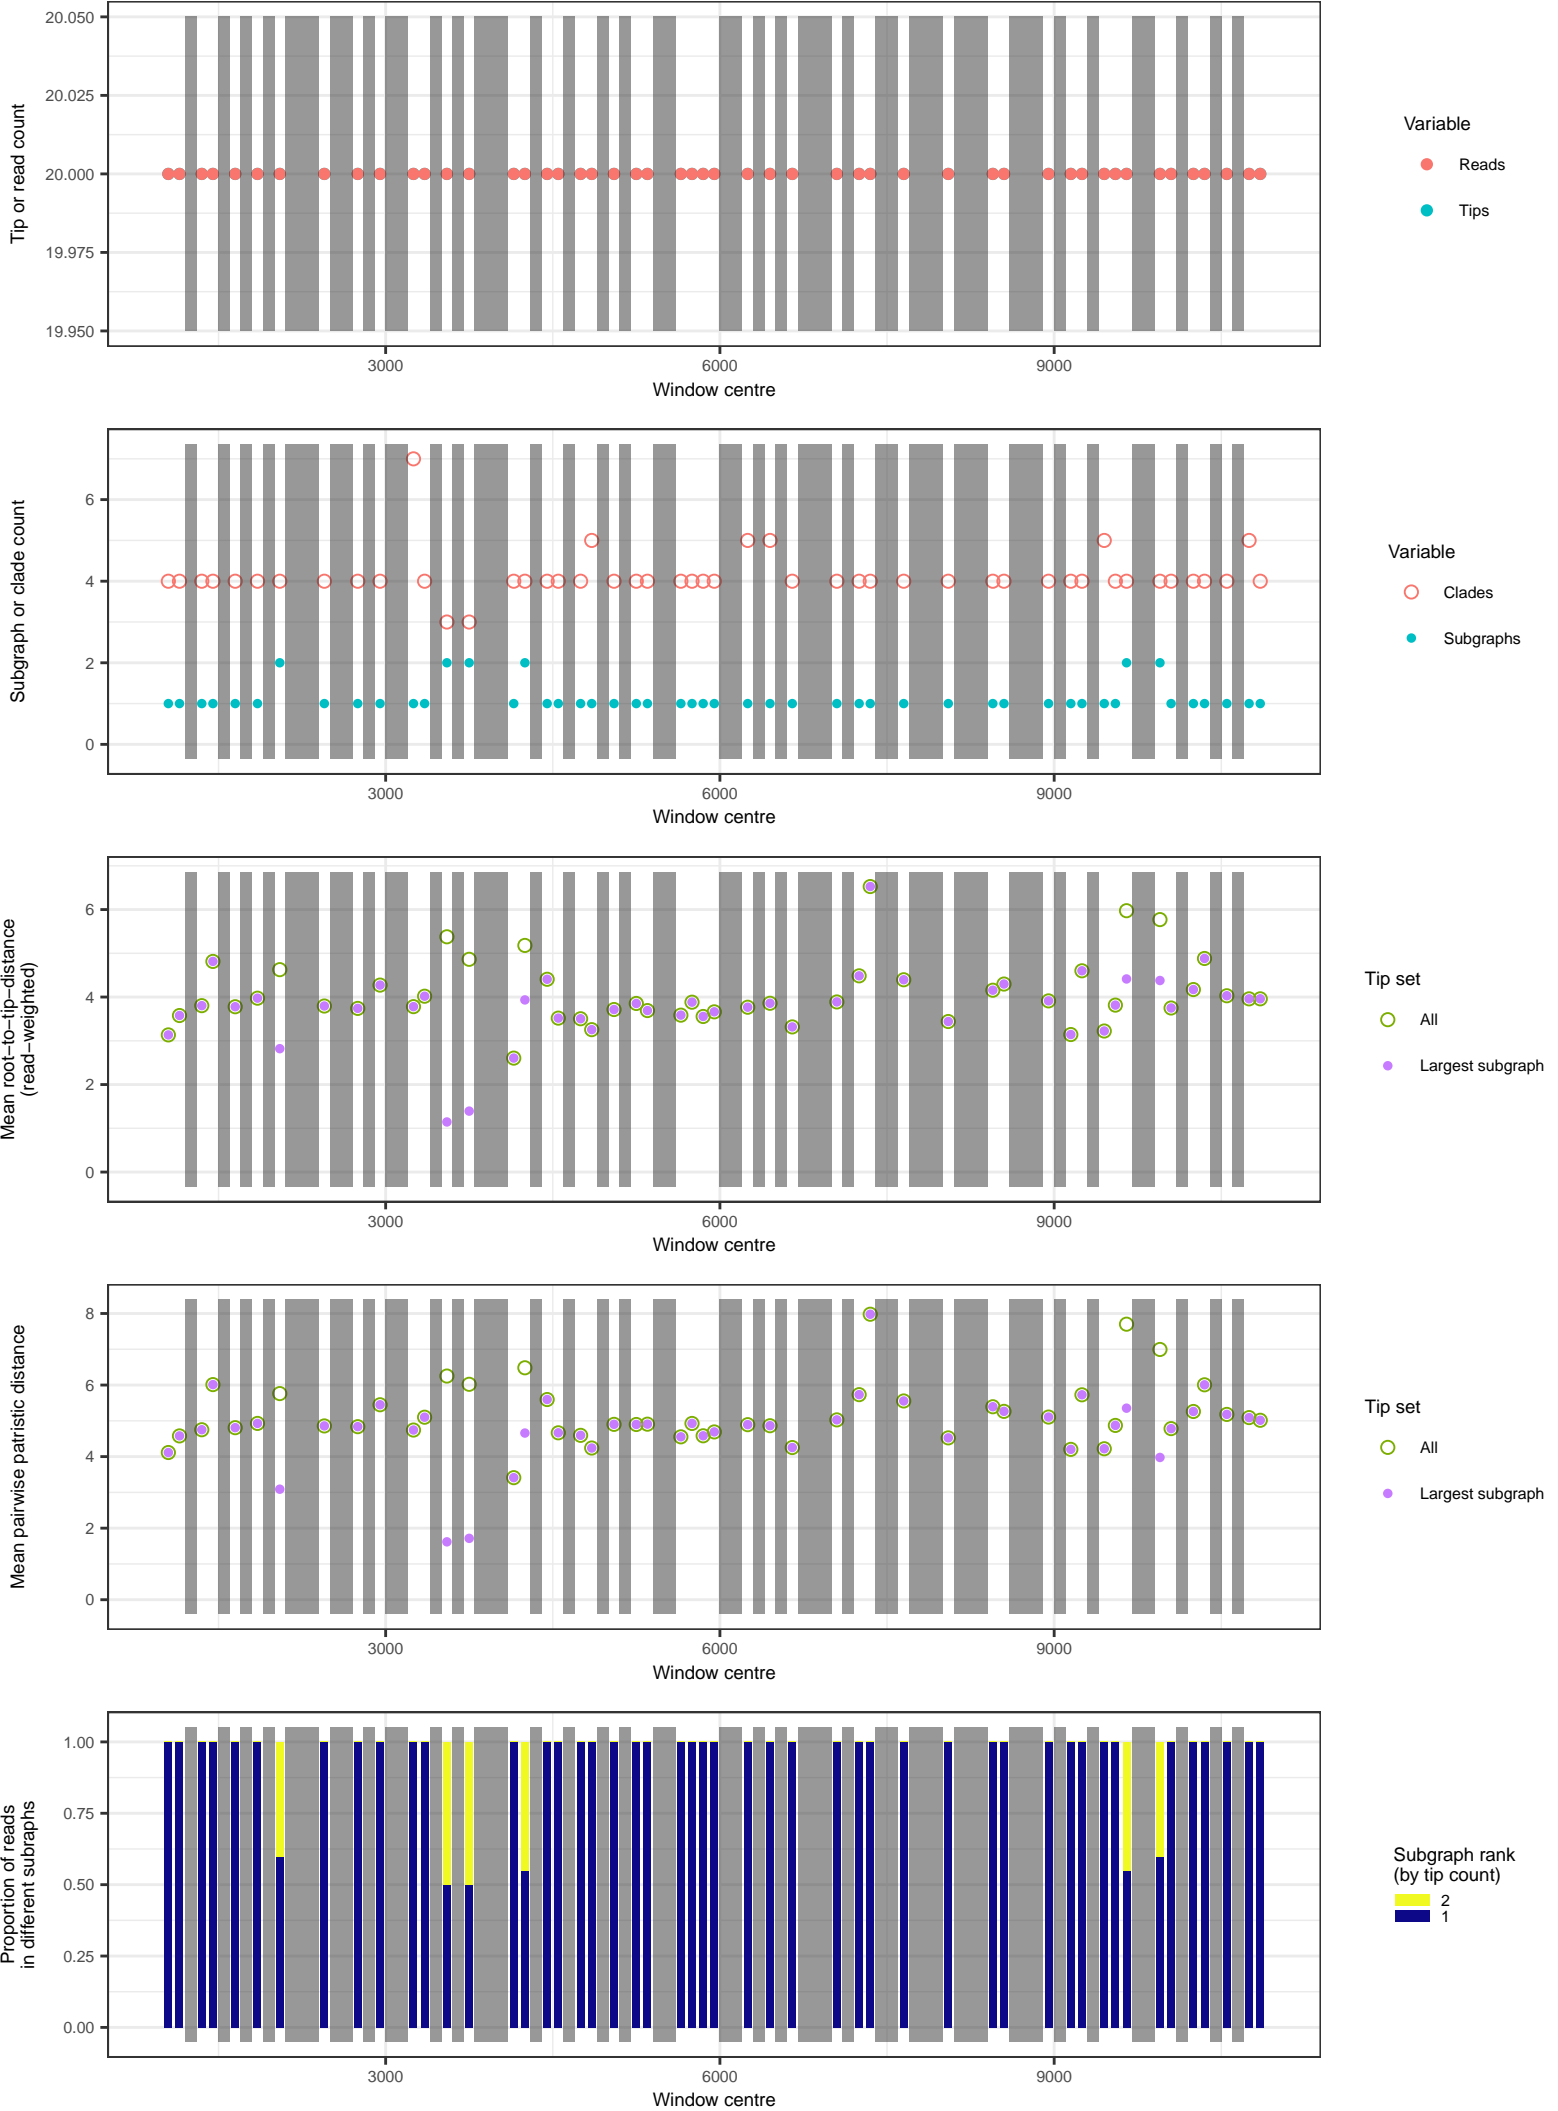 20.050
20.025
20.000
19.975
19.950
Tip or read count
3000 6000 9000
Window centre
Variable
Reads
Tips
6
4
2
0
Subgraph or clade count
3000 6000 9000
Window centre
Variable
Clades
Subgraphs
6
4
2
0
Mean root−to−tip−distance
(read−weighted)
3000 6000 9000
Window centre
Tip set
All
Largest subgraph
8
6
4
2
0
Mean pairwise patristic distance
3000 6000 9000
Window centre
Tip set
All
Largest subgraph
1.00
0.75
0.50
0.25
0.00
Proportion of reads
in different subraphs
3000 6000 9000
Window centre
Subgraph rank
(by tip count)
2
1